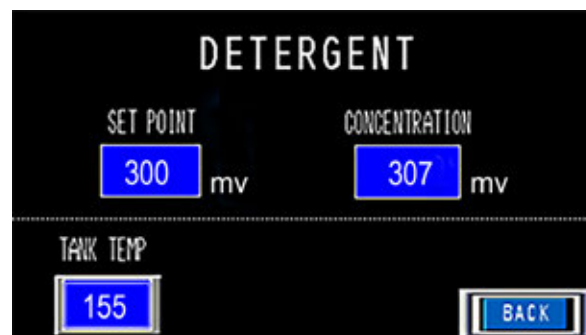 DETERGENT
SET POINT
CONCENTRATION
300 mv
307 mv
TANK TEMP
155
BACK